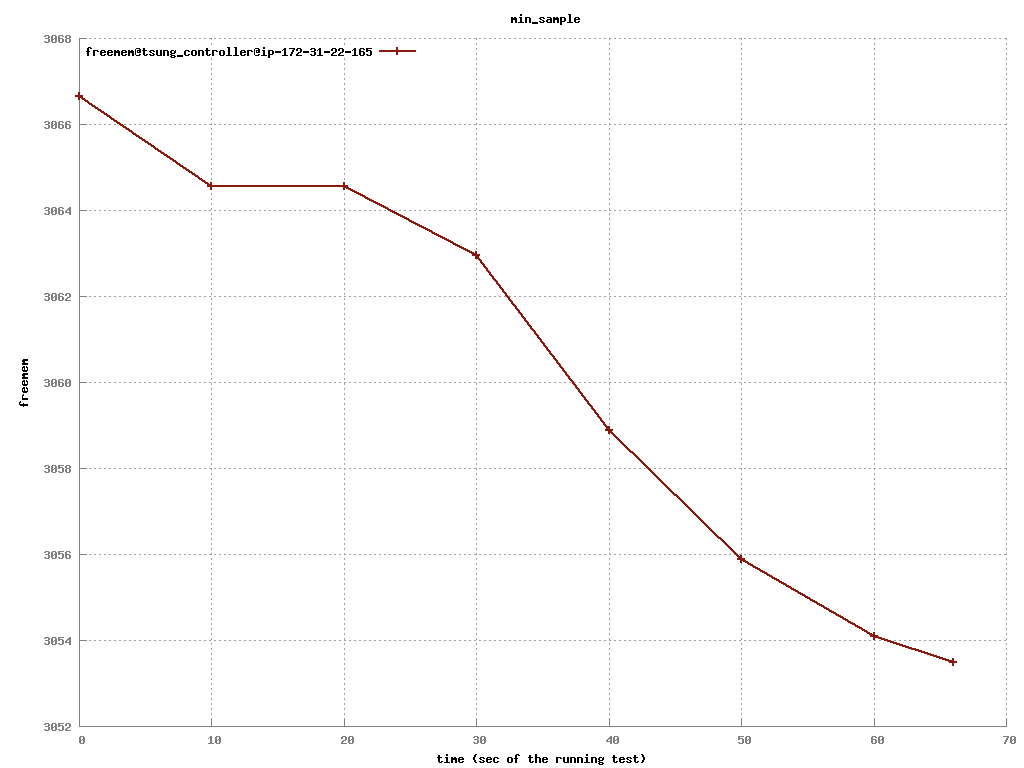 min_sample
3068
freemem@tsung_controller@ip-172-31-22-165
3066
3064
3062
freemem
3060
3058
3056
3054
3052
0 10 20 30 40 50 60 70
time (sec of the running test)